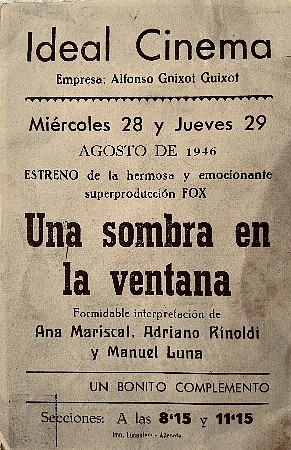 Ideal Cinema
Empresa: Alfonso Gnixot Guixot
Miércoles 28 y Jueves 29
AGOSTO DE 1946
ESTRENO de la hermosa y emocionante
superproducción FOX
Una sombra en
la ventana
Formidable interpretación de
Ana Mariscal, Adriano Rinoldi
y Manuel Luna
UN BONITO COMPLEMENTO
Secciones: A las 8'15 y 11'15
Imp.